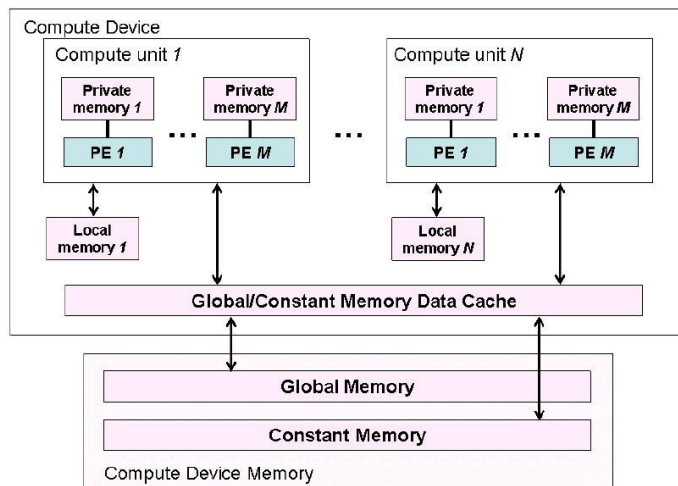 Compute Device
Compute unit 1
Compute unit N
Private
memory 1
Private
memory M
Private
memory 1
Private
memory M
...
...
...
PE 1
PE M
PE 1
PE M
Local
memory 1
Local
memory N
Global/Constant Memory Data Cache
Global Memory
Constant Memory
Compute Device Memory